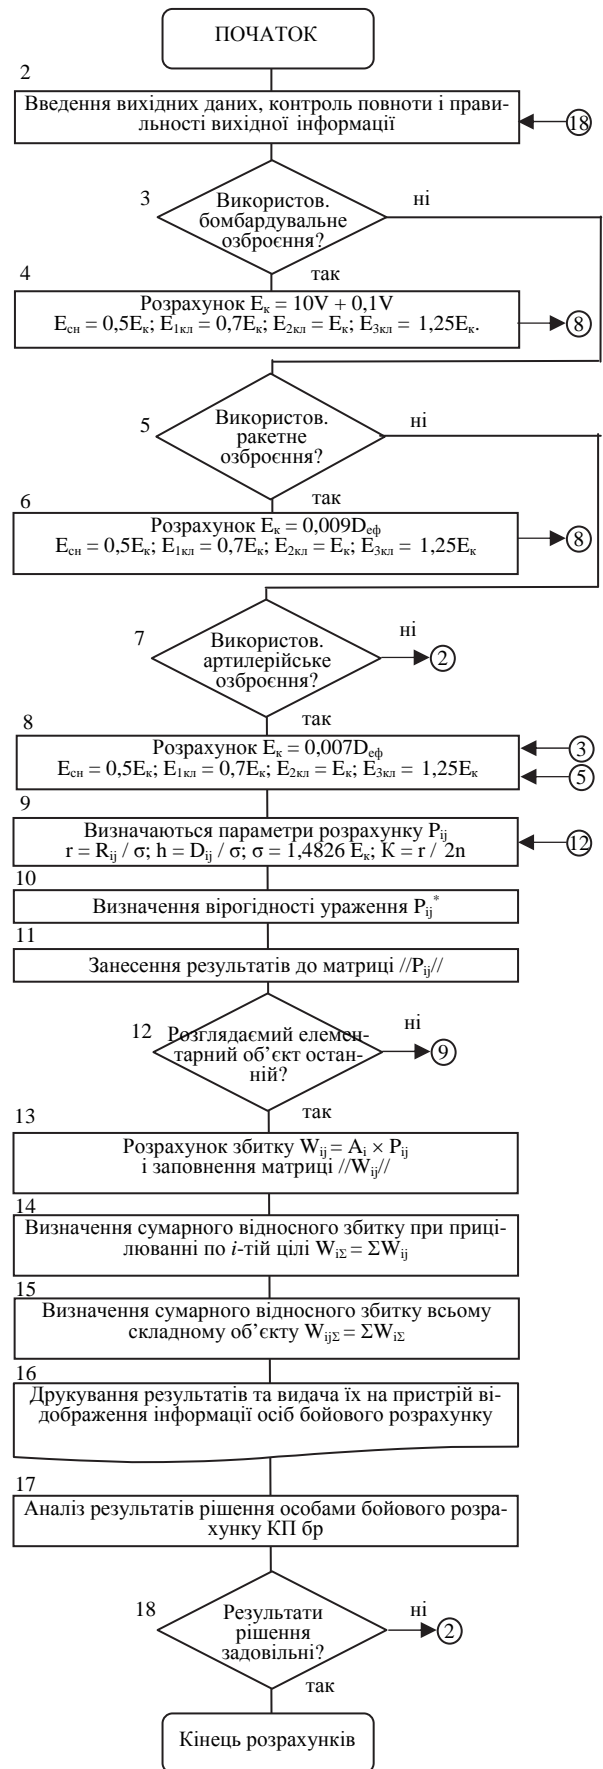 ПОЧАТОК
2
Введення вихідних даних, контроль повноти і прави-
льності вихідної інформації
18
3
Використов.
бомбардувальне
озброєння?
ні
так
4
Розрахунок Eк = 10V + 0,1V
Eсн = 0,5Eк; E1кл = 0,7Eк; E2кл = Eк; E3кл = 1,25Eк.
8
5
Використов.
ракетне
озброєння?
ні
так
6
Розрахунок Eк = 0,009Dеф
Eсн = 0,5Eк; E1кл = 0,7Eк; E2кл = Eк; E3кл = 1,25Eк
8
7
Використов.
артилерійське
озброєння?
ні
2
так
8
Розрахунок Eк = 0,007Dеф
Eсн = 0,5Eк; E1кл = 0,7Eк; E2кл = Eк; E3кл = 1,25Eк
3
5
9
Визначаються параметри розрахунку Pij
r = Rij / σ; h = Dij / σ; σ = 1,4826 Eк; K = r / 2n
12
10
Визначення вірогідності ураження Pij*
11
Занесення результатів до матриці //Pij//
12
Розглядаємий елемен-
тарний об’єкт остан-
ній?
ні
9
так
13
Розрахунок збитку Wij = Ai × Pij
і заповнення матриці //Wij//
14
Визначення сумарного відносного збитку при приці-
люванні по i-тій цілі WiΣ = ΣWij
15
Визначення сумарного відносного збитку всьому
складному об’єкту WijΣ = ΣWiΣ
16
Друкування результатів та видача їх на пристрій ві-
дображення інформації осіб бойового розрахунку
17
Аналіз результатів рішення особами бойового розра-
хунку КП бр
18
Результати
рішення
задовільні?
ні
2
так
Кінець розрахунків